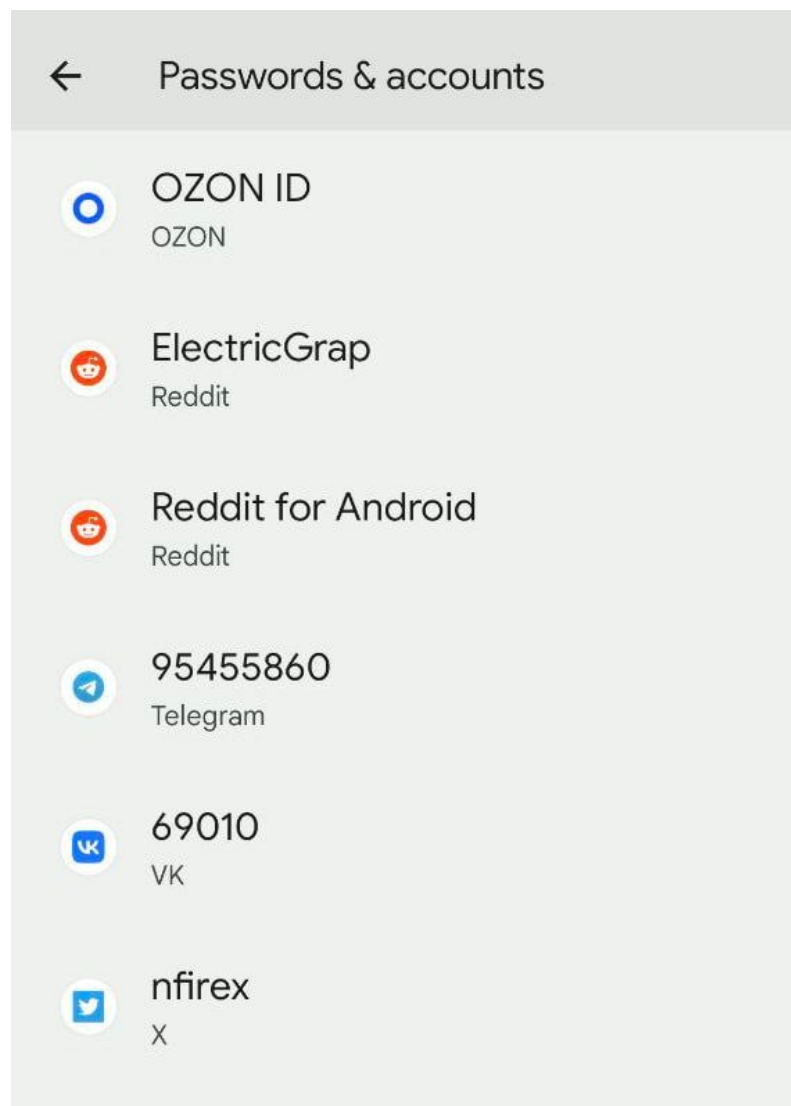 Passwords & accounts
OZON ID
OZON
ElectricGrap
Reddit
Reddit for Android
Reddit
95455860
Telegram
69010
VK
nfirex
X